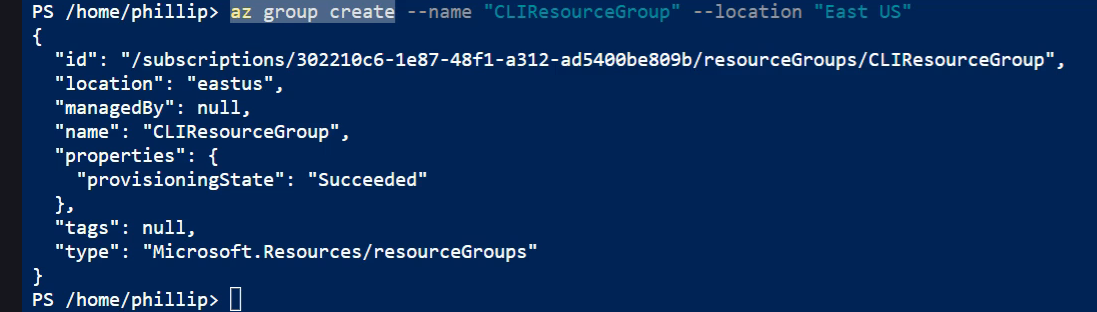 PS /home/phillip> az group create --name "CLIResourceGroup" --location "East US"
{
  "id": "/subscriptions/302210c6-1e87-48f1-a312-ad5400be809b/resourceGroups/CLIResourceGroup",
  "location": "eastus",
  "managedBy": null,
  "name": "CLIResourceGroup",
  "properties": {
    "provisioningState": "Succeeded"
  },
  "tags": null,
  "type": "Microsoft.Resources/resourceGroups"
}
PS /home/phillip>